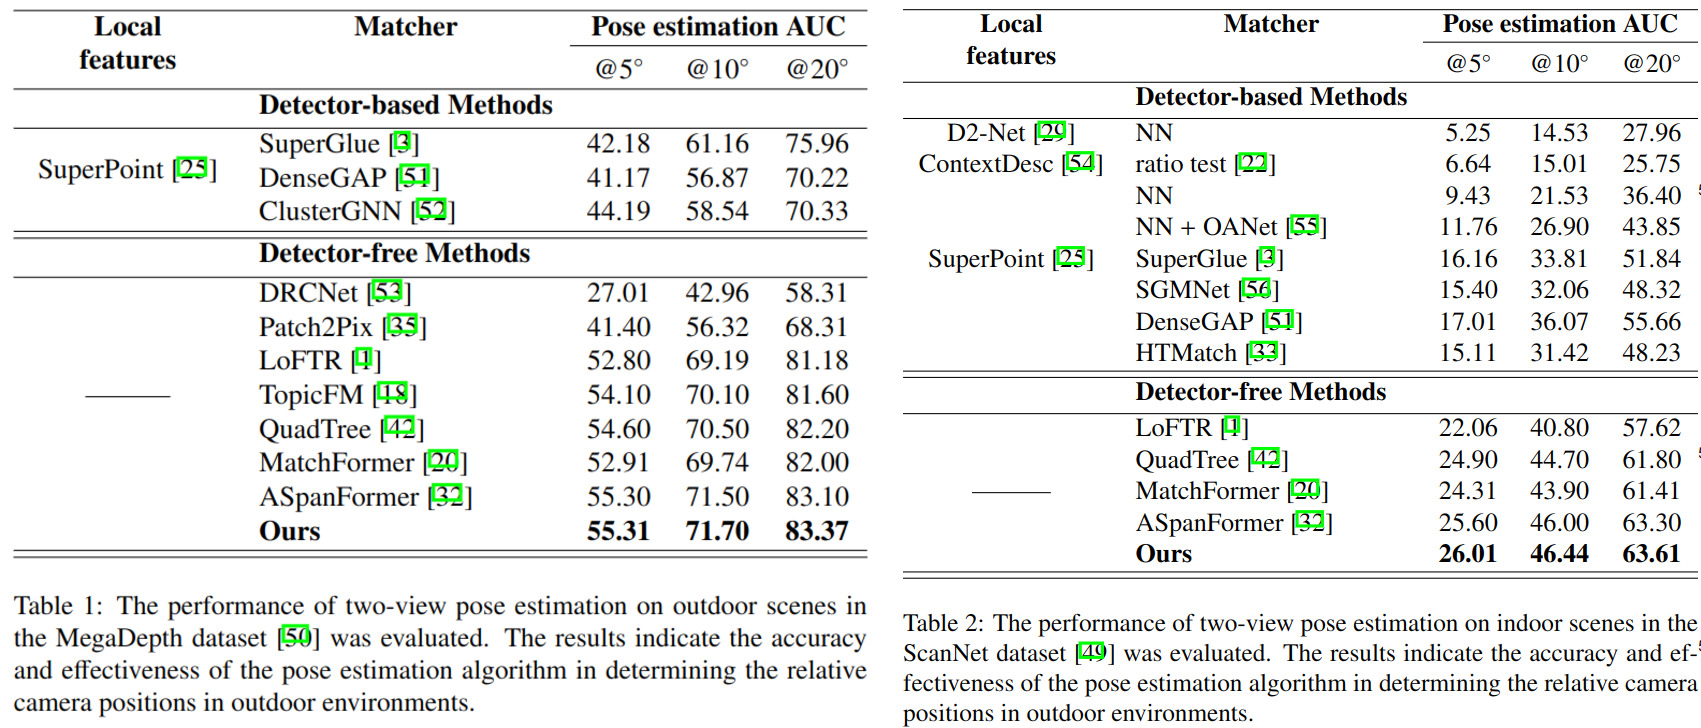 Local Matcher Pose estimation AUC
features @5° @10° @20°
Detector-based Methods
SuperGlue [3] 42.18 61.16 75.96
SuperPoint [25] DenseGAP [51] 41.17 56.87 70.22
ClusterGNN [52] 44.19 58.54 70.33
Detector-free Methods
DRCNet [53] 27.01 42.96 58.31
Patch2Pix [35] 41.40 56.32 68.31
LoFTR [1] 52.80 69.19 81.18
TopicFM [18] 54.10 70.10 81.60
QuadTree [42] 54.60 70.50 82.20
MatchFormer [20] 52.91 69.74 82.00
ASpanFormer [32] 55.30 71.50 83.10
Ours 55.31 71.70 83.37
Table 1: The performance of two-view pose estimation on outdoor scenes in
the MegaDepth dataset [50] was evaluated. The results indicate the accuracy
and effectiveness of the pose estimation algorithm in determining the relative
camera positions in outdoor environments.
Local Matcher Pose estimation AUC
features @5° @10° @20°
Detector-based Methods
D2-Net [29] NN 5.25 14.53 27.96
ContextDesc [54] ratio test [22] 6.64 15.01 25.75
NN 9.43 21.53 36.40
NN + OANet [55] 11.76 26.90 43.85
SuperPoint [25] SuperGlue [3] 16.16 33.81 51.84
SGMNet [56] 15.40 32.06 48.32
DenseGAP [51] 17.01 36.07 55.66
HTMatch [33] 15.11 31.42 48.23
Detector-free Methods
LoFTR [1] 22.06 40.80 57.62
QuadTree [42] 24.90 44.70 61.80
MatchFormer [20] 24.31 43.90 61.41
ASpanFormer [32] 25.60 46.00 63.30
Ours 26.01 46.44 63.61
Table 2: The performance of two-view pose estimation on indoor scenes in the
ScanNet dataset [49] was evaluated. The results indicate the accuracy and ef-
fectiveness of the pose estimation algorithm in determining the relative camera
positions in outdoor environments.